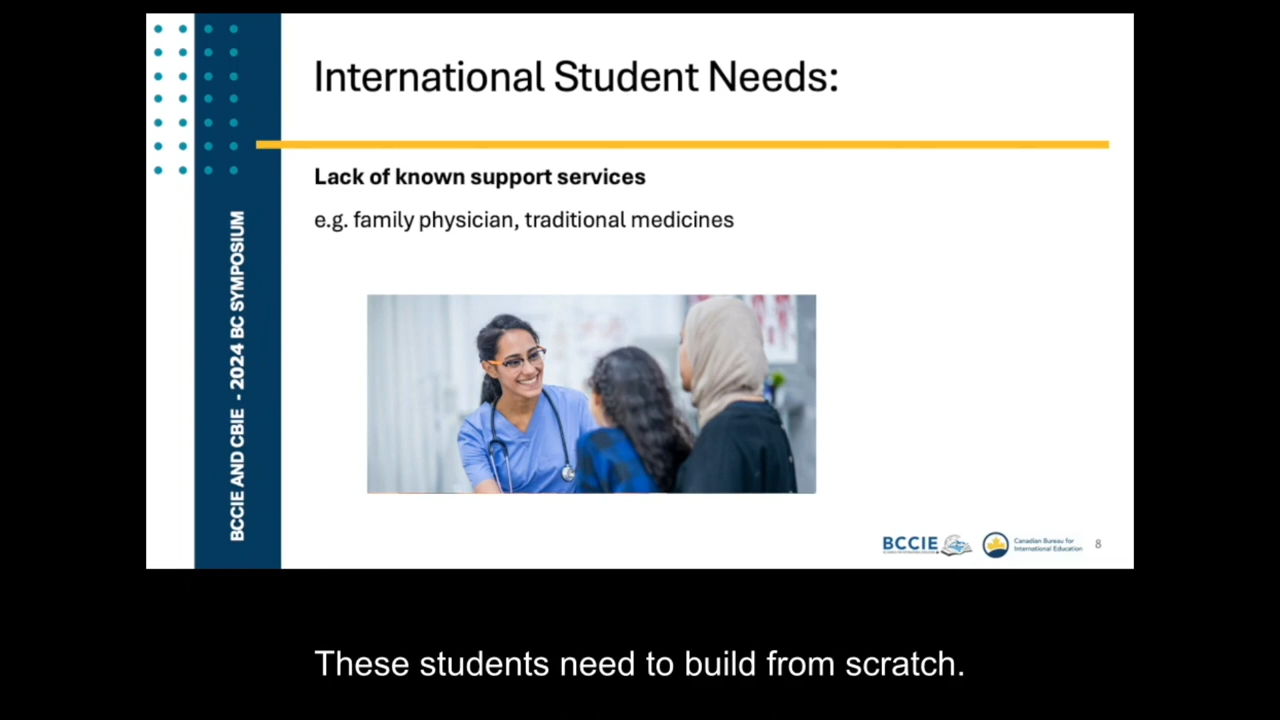 International Student Needs:
Lack of known support services
e.g. family physician, traditional medicines
BCCIE AND CBIE - 2024 BC SYMPOSIUM
BCCIE
Canadian Bureau for
International Education
8
These students need to build from scratch.